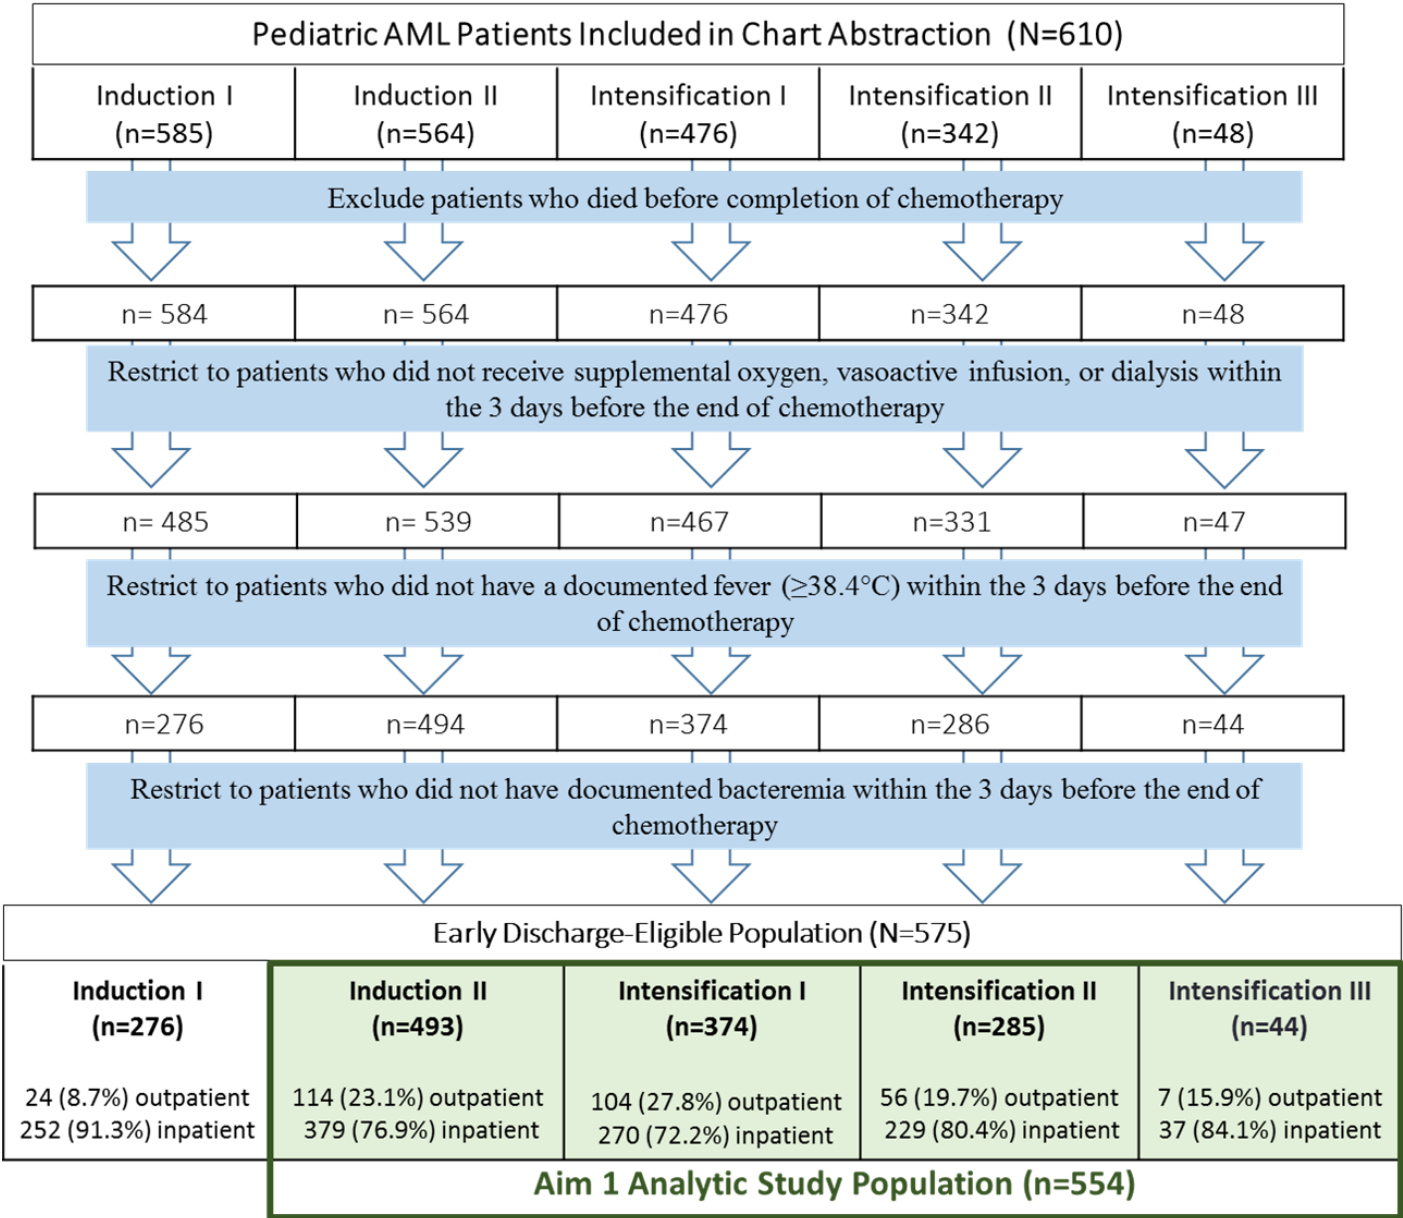 Pediatric AML Patients Included in Chart Abstraction (N=610)
Induction I
(n=585)
Induction II
(n=564)
Intensification I
(n=476)
Intensification II
(n=342)
Intensification III
(n=48)
Exclude patients who died before completion of chemotherapy
n= 584
n= 564
n=476
n=342
n=48
Restrict to patients who did not receive supplemental oxygen, vasoactive infusion, or dialysis within
the 3 days before the end of chemotherapy
n= 485
n= 539
n=467
n=331
n=47
Restrict to patients who did not have a documented fever (≥38.4°C) within the 3 days before the end
of chemotherapy
n=276
n=494
n=374
n=286
n=44
Restrict to patients who did not have documented bacteremia within the 3 days before the end of
chemotherapy
Early Discharge-Eligible Population (N=575)
Induction I
(n=276)
24 (8.7%) outpatient
252 (91.3%) inpatient
Induction II
(n=493)
114 (23.1%) outpatient
379 (76.9%) inpatient
Intensification I
(n=374)
104 (27.8%) outpatient
270 (72.2%) inpatient
Intensification II
(n=285)
56 (19.7%) outpatient
229 (80.4%) inpatient
Intensification III
(n=44)
7 (15.9%) outpatient
37 (84.1%) inpatient
Aim 1 Analytic Study Population (n=554)